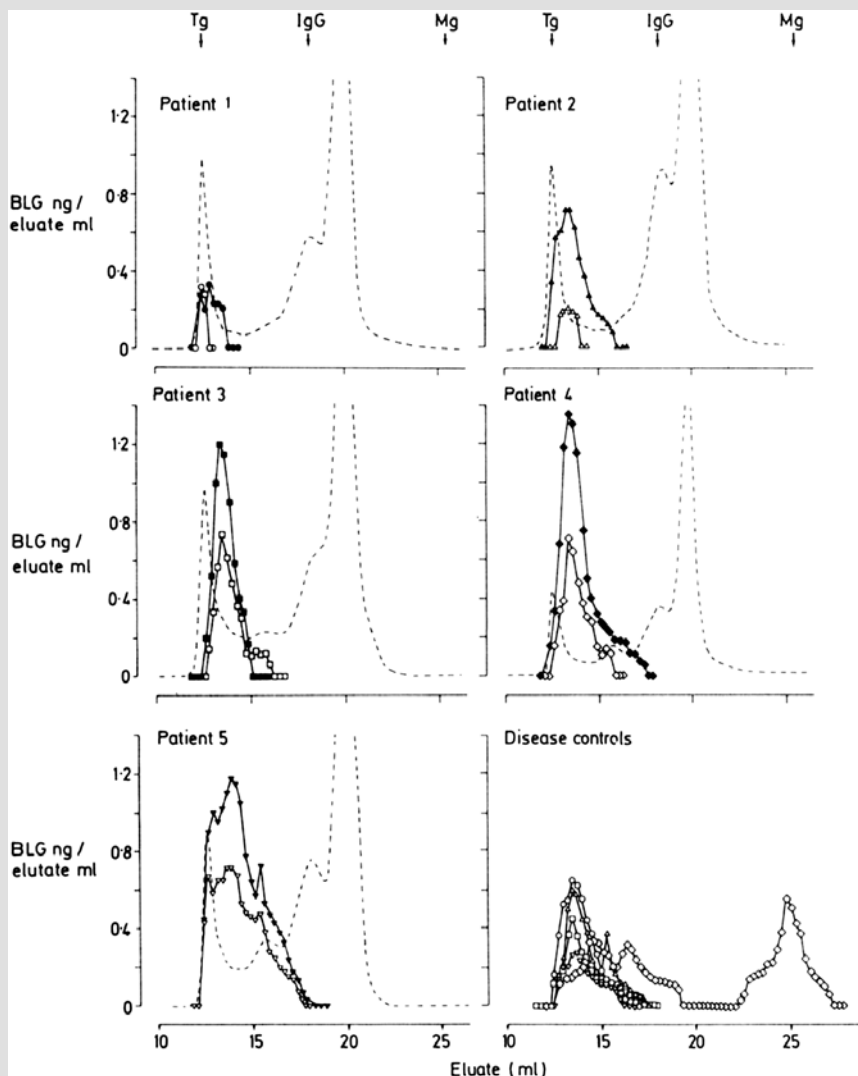 Tg IgG Mg Tg IgG Mg
Patient 1
Patient 2
1·2
0·8
0·4
0
BLG ng/
eluate ml
Patient 3
Patient 4
1·2
0·8
0·4
0
BLG ng/
eluate ml
Patient 5
Disease controls
1·2
0·8
0·4
0
BLG ng/
elutate ml
10 15 20 10 15 20 25
Eluate (ml)